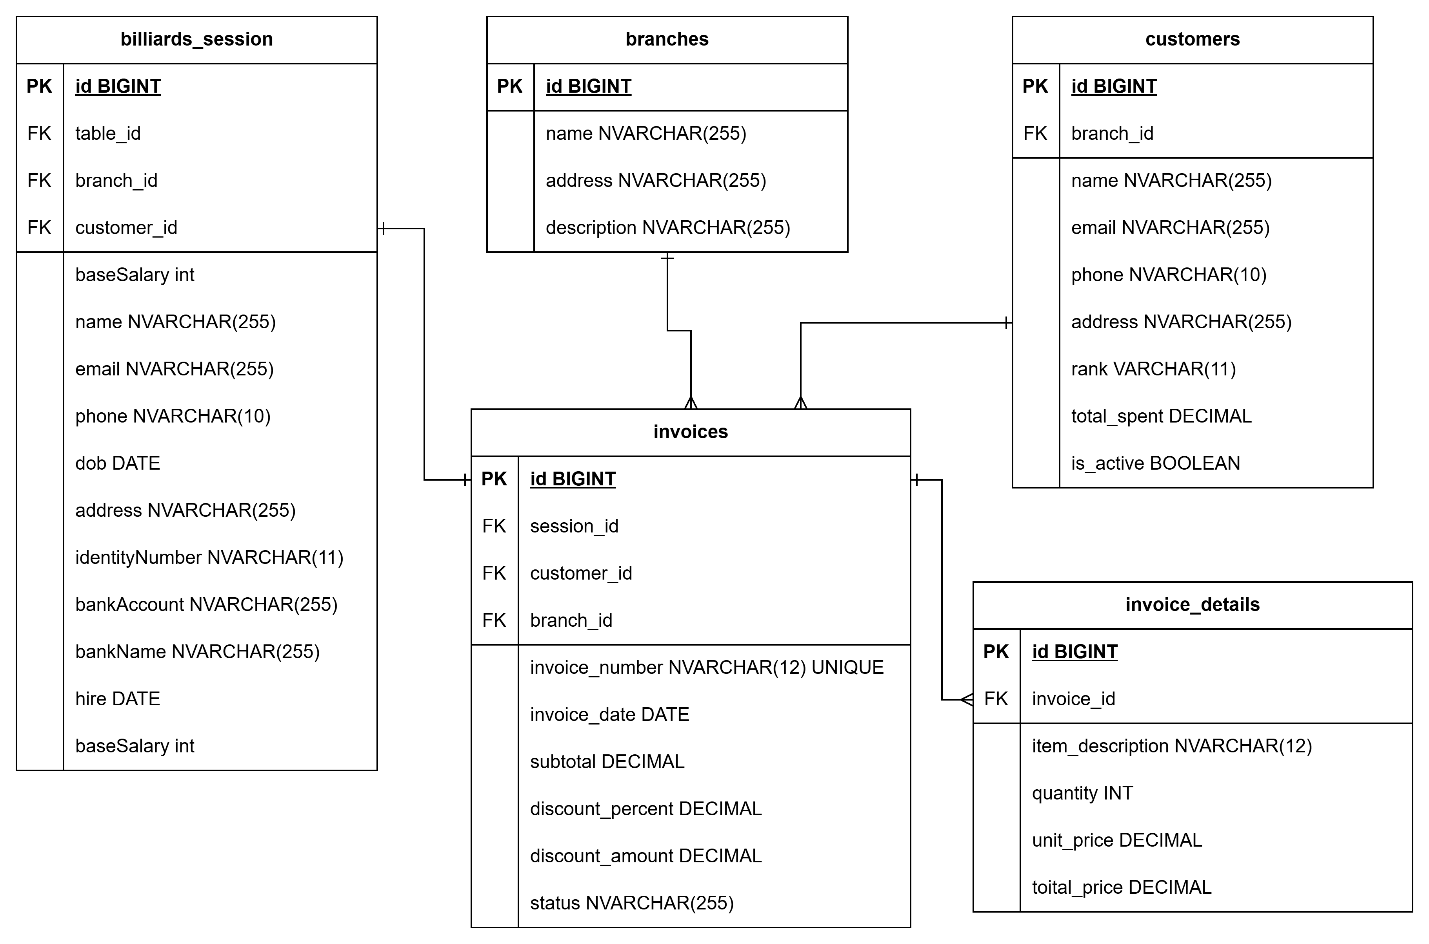 billiards_session
PK id BIGINT
FK table_id
FK branch_id
FK customer_id
baseSalary int
name NVARCHAR(255)
email NVARCHAR(255)
phone NVARCHAR(10)
dob DATE
address NVARCHAR(255)
identityNumber NVARCHAR(11)
bankAccount NVARCHAR(255)
bankName NVARCHAR(255)
hire DATE
baseSalary int
branches
PK id BIGINT
name NVARCHAR(255)
address NVARCHAR(255)
description NVARCHAR(255)
customers
PK id BIGINT
FK branch_id
name NVARCHAR(255)
email NVARCHAR(255)
phone NVARCHAR(10)
address NVARCHAR(255)
rank VARCHAR(11)
total_spent DECIMAL
is_active BOOLEAN
invoices
PK id BIGINT
FK session_id
FK customer_id
FK branch_id
invoice_number NVARCHAR(12) UNIQUE
invoice_date DATE
subtotal DECIMAL
discount_percent DECIMAL
discount_amount DECIMAL
status NVARCHAR(255)
invoice_details
PK id BIGINT
FK invoice_id
item_description NVARCHAR(12)
quantity INT
unit_price DECIMAL
toital_price DECIMAL